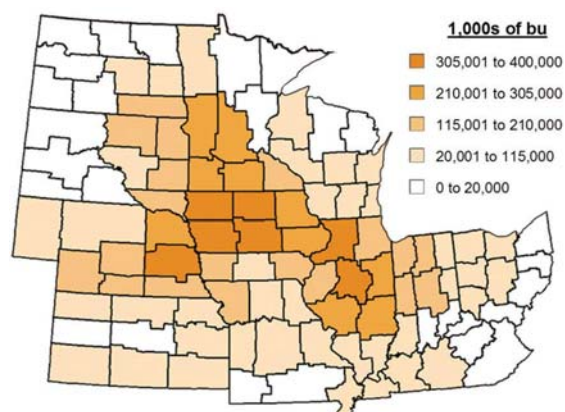 1,000s of bu
305,001 to 400,000
210,001 to 305,000
115,001 to 210,000
20,001 to 115,000
0 to 20,000